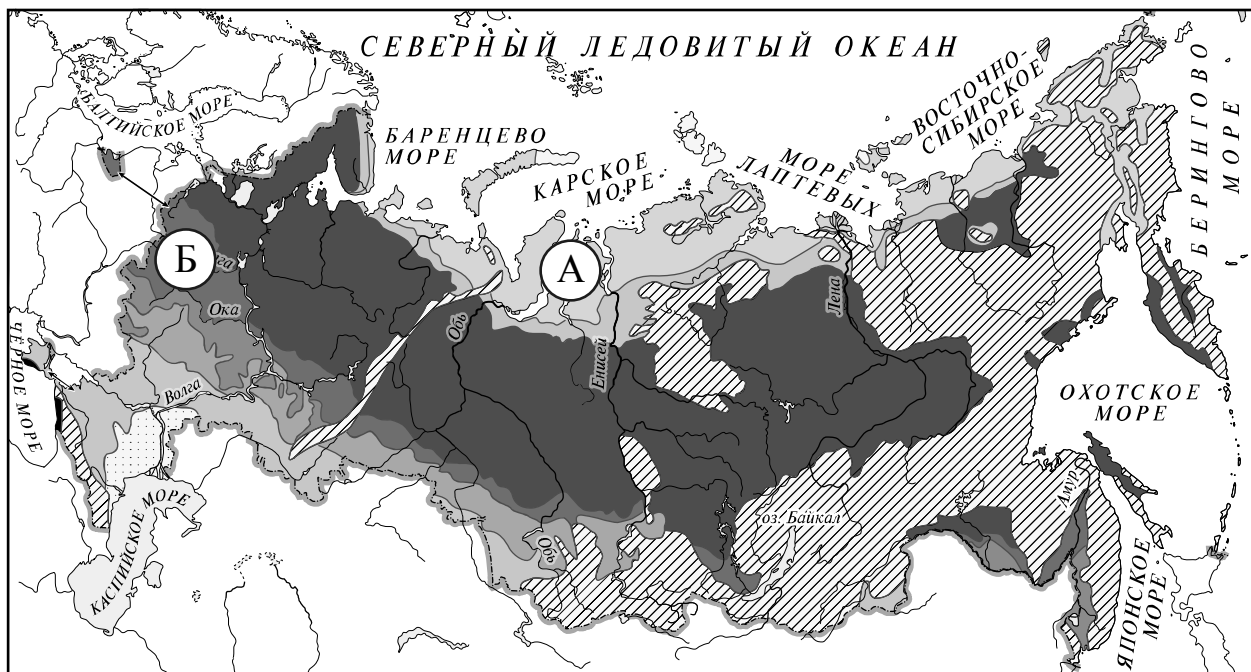 СЕВЕРНЫЙ ЛЕДОВИТЫЙ ОКЕАН
БАЛТИЙСКОЕ МОРЕ
БАРЕНЦЕВО
МОРЕ
КАРСКОЕ
МОРЕ
МОРЕ
ЛАПТЕВЫХ
ВОСТОЧНО-
СИБИРСКОЕ
МОРЕ
БЕРИНГОВО
МОРЕ
Б
А
Ока
Обь
Енисей
Лена
Волга
ЧЕРНОЕ МОРЕ
ОХОТСКОЕ
МОРЕ
Амур
оз. Байкал
Обь
КАСПИЙСКОЕ МОРЕ
ЯПОНСКОЕ
МОРЕ